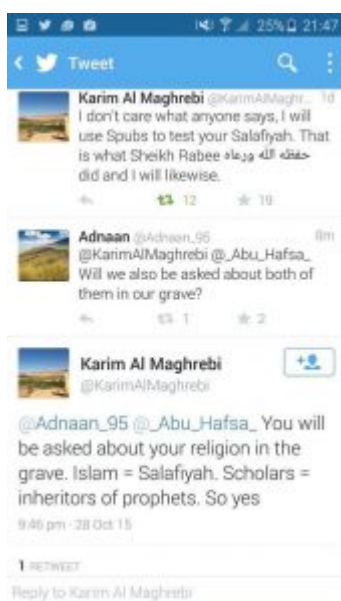 25% 21:47
Tweet
Karim Al Maghrebi @KarimAlMaghr... 1d
I don't care what anyone says, I will
use Spubs to test your Salafiyah. That
is what Sheikh Rabee حفظه الله ورعاه
did and I will likewise.
12 19
Adnaan @Adnaan_95 8m
@KarimAlMaghrebi @_Abu_Hafsa_
Will we also be asked about both of
them in our grave?
1 2
Karim Al Maghrebi
@KarimAlMaghrebi
@Adnaan_95 @_Abu_Hafsa_ You will
be asked about your religion in the
grave. Islam = Salafiyah. Scholars =
inheritors of prophets. So yes
9:46 pm · 28 Oct 15
1 RETWEET
Reply to Karim Al Maghrebi